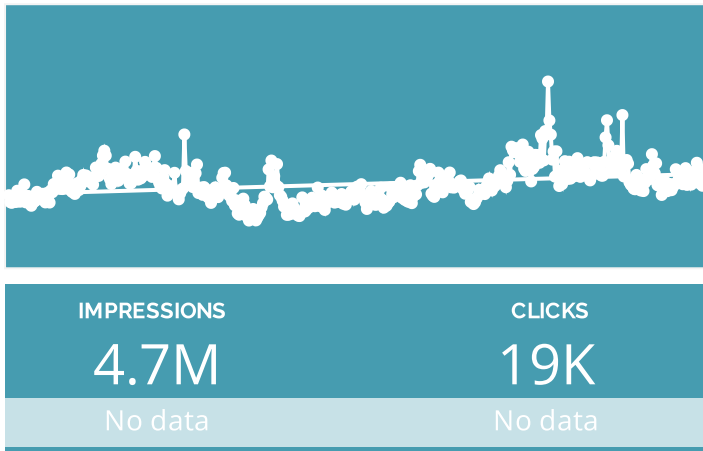 IMPRESSIONS CLICKS
4.7M 19K
No data No data